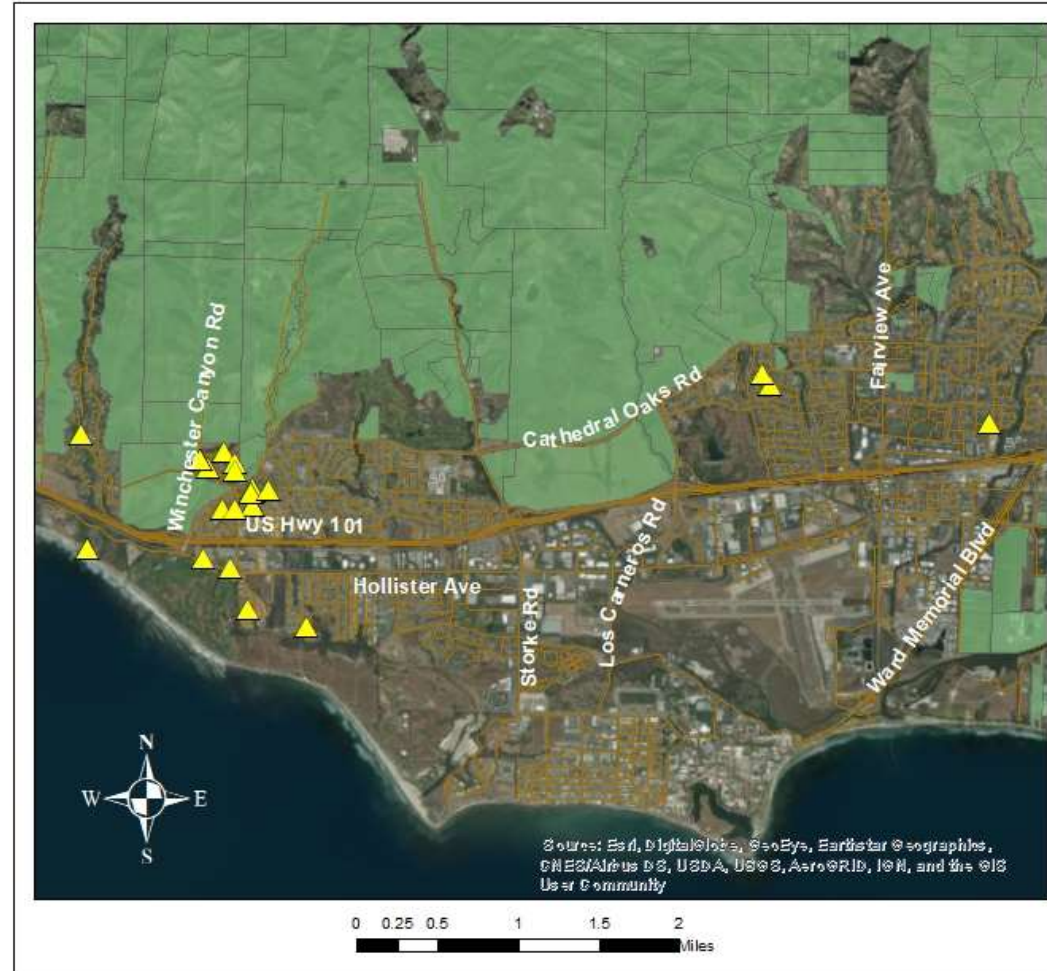 Fairview Ave
Winchester Canyon Rd
Cathedral Oaks Rd
US Hwy 101
Hollister Ave
Storke Rd
Los Carneros Rd
Ward Memorial Blvd
N
W E
S
Source: Esri, DigitalGlobe, GeoEye, Earthstar Geographics,
CNES/Airbus DS, USDA, USGS, AeroGRID, IGN, and the GIS
User Community
0 0.25 0.5 1 1.5 2
Miles